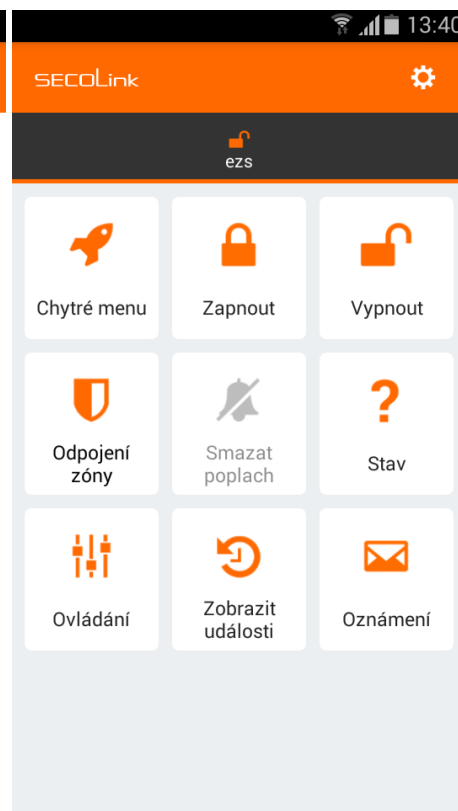 13:40
SECOLink
ezs
Chytré menu
Zapnout
Vypnout
Odpojení
zóny
Smazat
poplach
?
Stav
Ovládání
Zobrazit
události
Oznámení